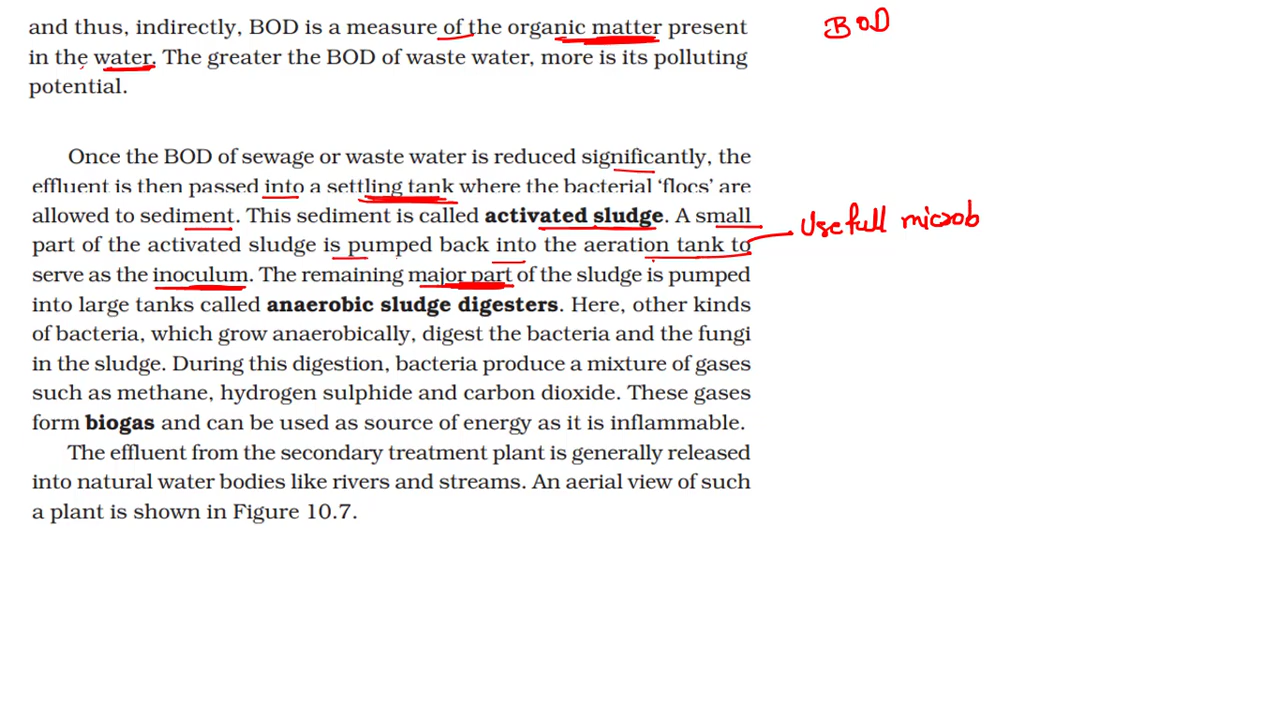 and thus, indirectly, BOD is a measure of the organic matter present
BOD
in the water. The greater the BOD of waste water, more is its polluting
potential.
Once the BOD of sewage or waste water is reduced significantly, the
effluent is then passed into a settling tank where the bacterial ‘flocs’ are
allowed to sediment. This sediment is called activated sludge. A small
Usefull microb
part of the activated sludge is pumped back into the aeration tank to
serve as the inoculum. The remaining major part of the sludge is pumped
into large tanks called anaerobic sludge digesters. Here, other kinds
of bacteria, which grow anaerobically, digest the bacteria and the fungi
in the sludge. During this digestion, bacteria produce a mixture of gases
such as methane, hydrogen sulphide and carbon dioxide. These gases
form biogas and can be used as source of energy as it is inflammable.
The effluent from the secondary treatment plant is generally released
into natural water bodies like rivers and streams. An aerial view of such
a plant is shown in Figure 10.7.